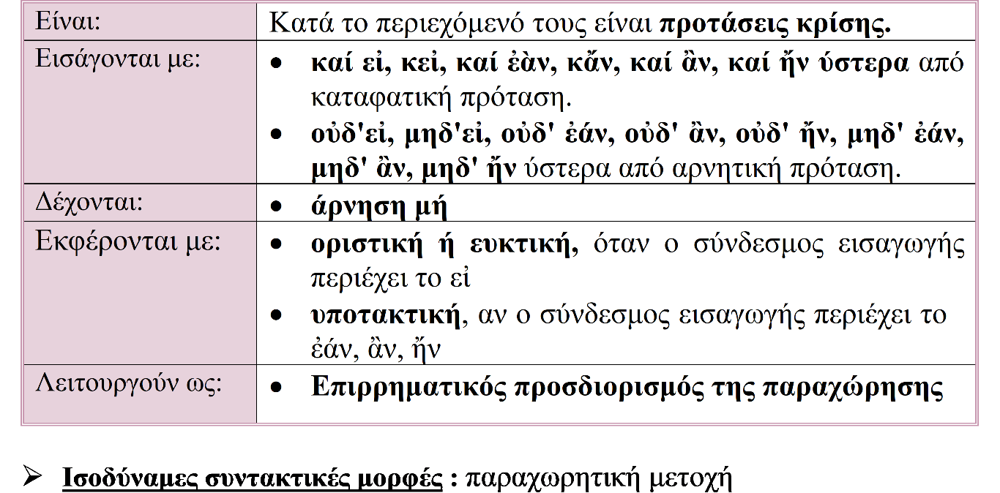 Είναι:
Κατά το περιεχόμενό τους είναι προτάσεις κρίσης.
Εισάγονται με:
• καί εἰ, κεἰ, καί ἐὰν, κἄν, καί ἂν, καί ἤν ύστερα από
καταφατική πρόταση.
• οὐδ'εἰ, μηδ'εἰ, οὐδ' ἐάν, οὐδ' ἂν, οὐδ' ἤν, μηδ' ἐάν,
μηδ' ἂν, μηδ' ἤν ύστερα από αρνητική πρόταση.
Δέχονται:
• άρνηση μή
Εκφέρονται με:
• οριστική ή ευκτική, όταν ο σύνδεσμος εισαγωγής
περιέχει το εἰ
• υποτακτική, αν ο σύνδεσμος εισαγωγής περιέχει το
ἐάν, ἂν, ἤν
Λειτουργούν ως:
• Επιρρηματικός προσδιορισμός της παραχώρησης
➢ Ισοδύναμες συντακτικές μορφές : παραχωρητική μετοχή